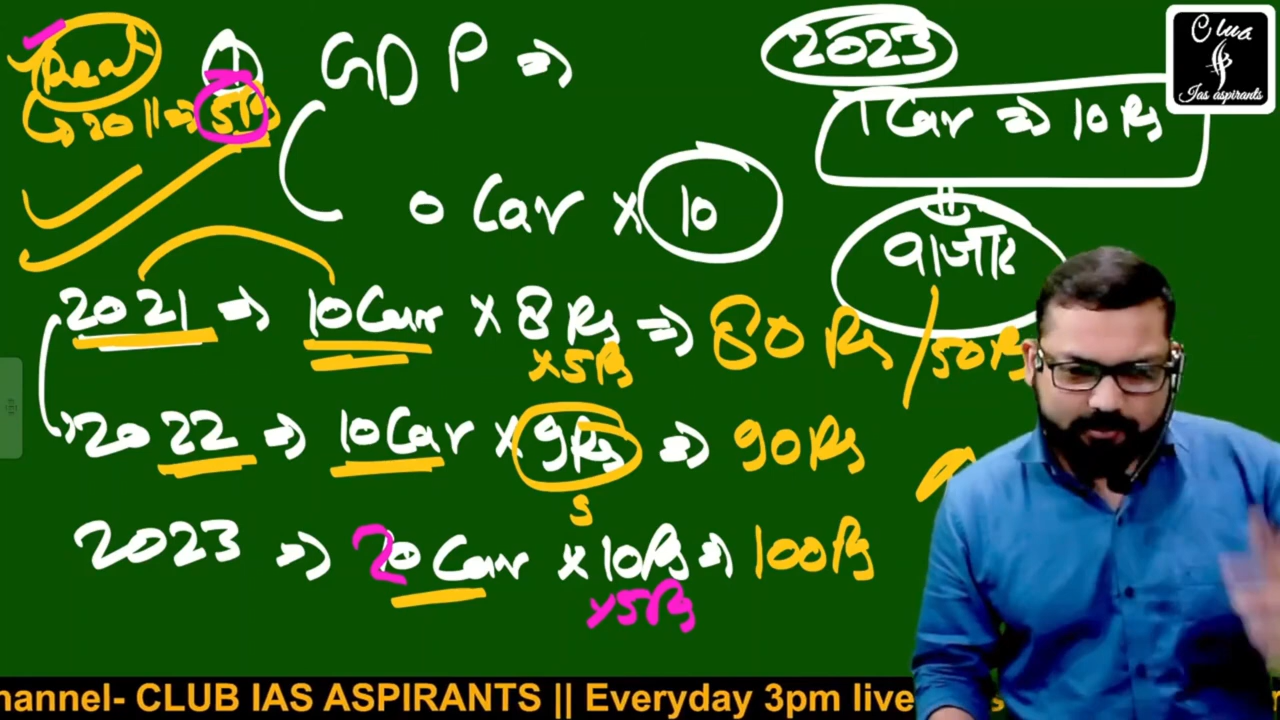 Real
① GDP ⇒
2023
Club
Ias aspirants
↳ 2011 ⇒ 5Rs
1 Car ⇒ 10 Rs
0 Car × 10
2021 ⇒ 10 Car × 8 Rs ⇒ 80 Rs / 50 Rs
× 5 Rs
2022 ⇒ 10 Car × 9 Rs ⇒ 90 Rs
5
2023 ⇒ 20 Car × 10 Rs ⇒ 100 Rs
× 5 Rs
hannel- CLUB IAS ASPIRANTS || Everyday 3pm live